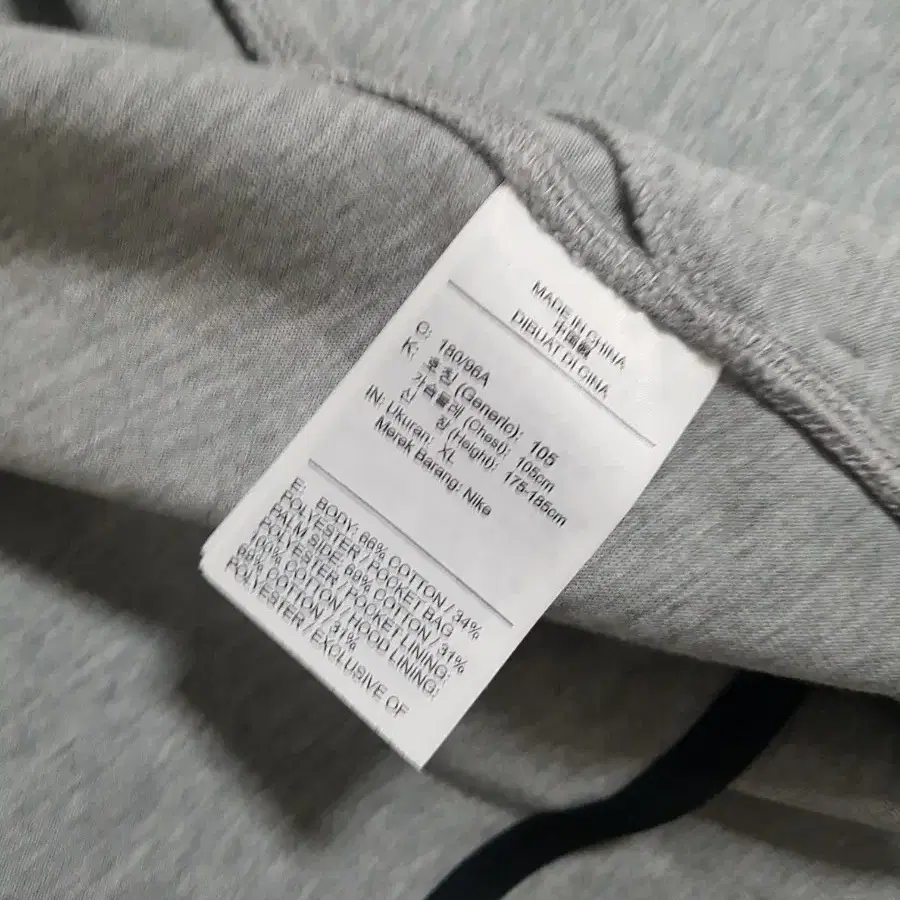 MADE IN CHINA
中国制
DIBUAT DI CINA
C: 180/96A
K: 호칭 (Generic): 105
가슴둘레 (Chest): 105cm
신 장 (Height): 175-185cm
IN: Ukuran: XL
Merek Barang: Nike
E: BODY: 66% COTTON / 34%
POLYESTER / POCKET BAG
PALM SIDE: 69% COTTON / 31%
POLYESTER / POCKET LINING:
100% COTTON / HOOD LINING:
69% COTTON / 31%
POLYESTER / EXCLUSIVE OF